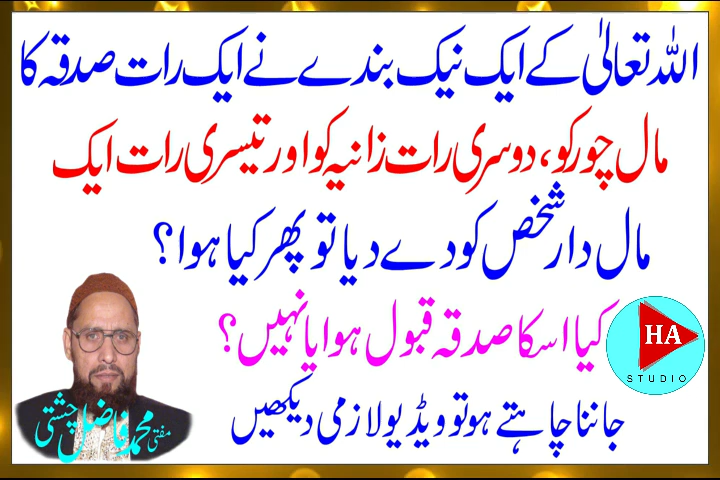 اللہ تعالیٰ کے ایک نیک بندے نے ایک رات صدقہ کا
مال چور کو، دوسری رات زانیہ کو اور تیسری رات ایک
مال دار شخص کو دے دیا تو پھر کیا ہوا؟
کیا اسکا صدقہ قبول ہوا یا نہیں؟
HA
STUDIO
جاننا چاہتے ہو تو ویڈیو لازمی دیکھیں
مفتی محمد فاضل چشتی